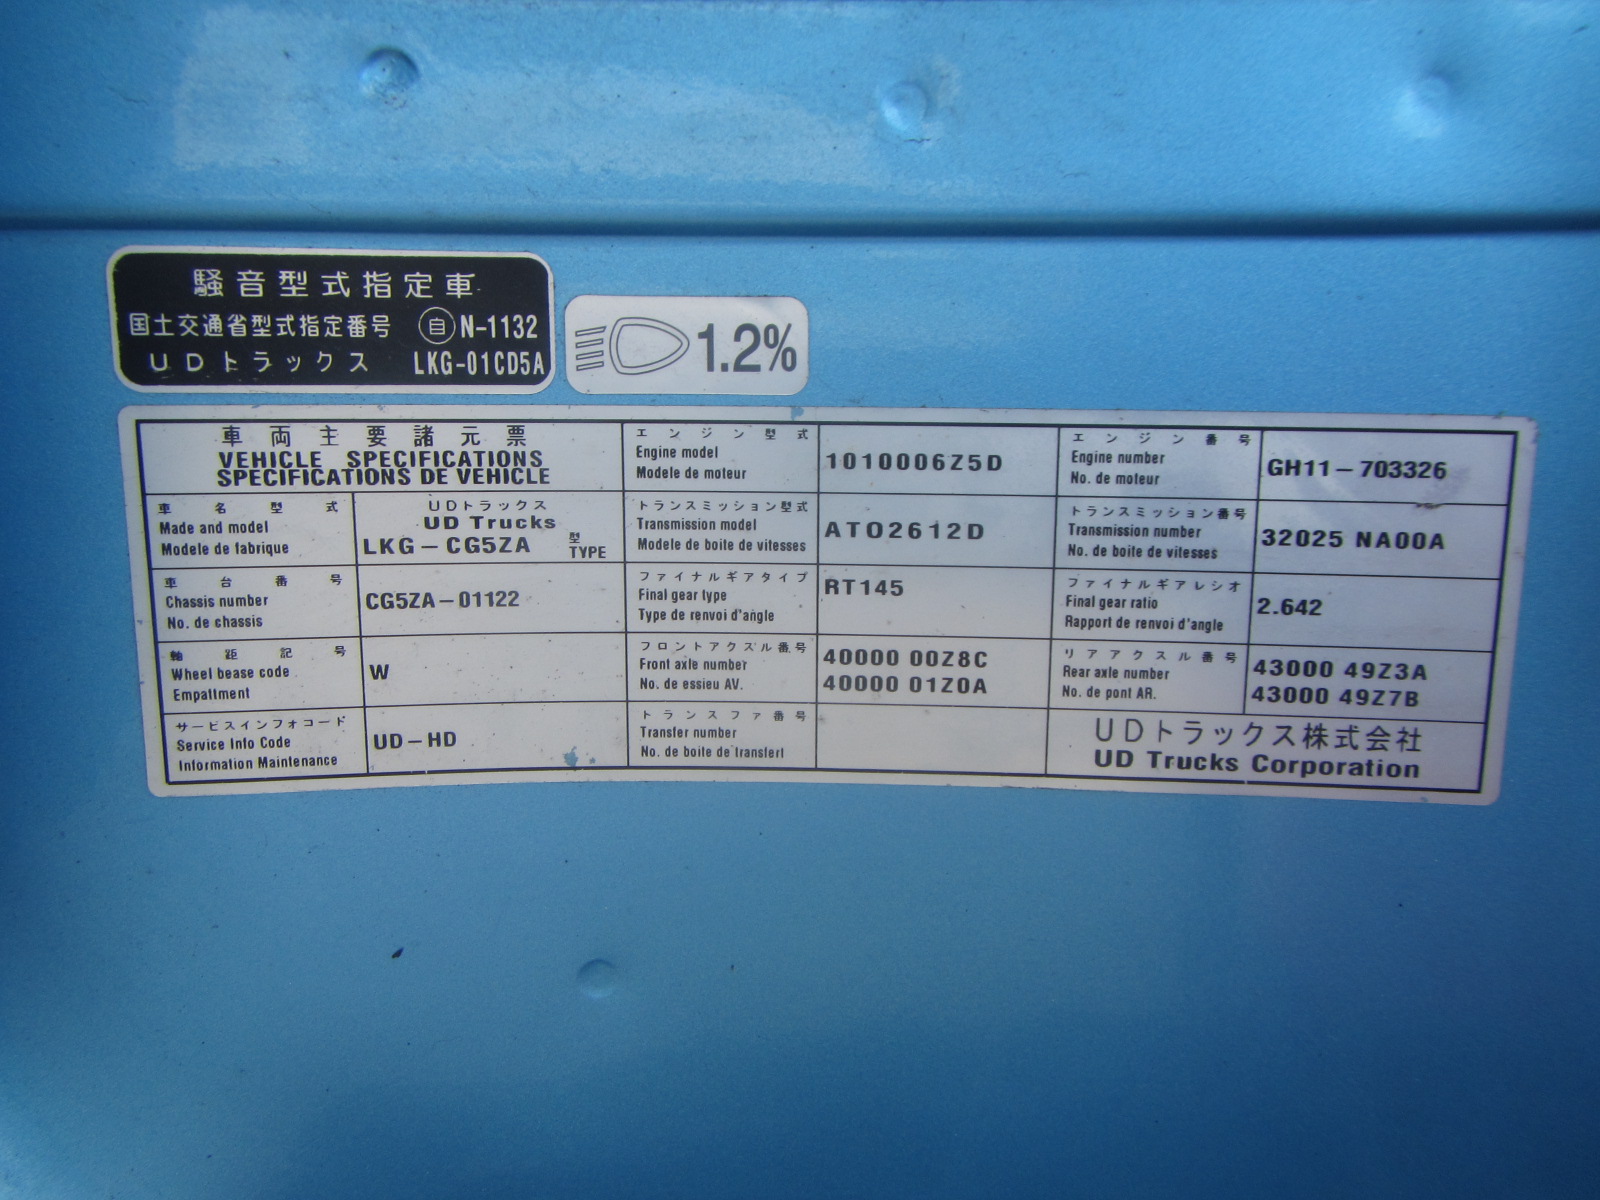 騒音型式指定車
国土交通省型式指定番号 自 N-1132
UDトラックス LKG-01CD5A
1.2%
車両主要諸元票
VEHICLE SPECIFICATIONS
SPECIFICATIONS DE VEHICLE
車名型式
Made and model
Modele de fabrique
UDトラックス
UD Trucks
LKG-CG5ZA 型 TYPE
車台番号
Chassis number
No. de chassis
CG5ZA-01122
軸距記号
Wheel bease code
Empattment
W
サービスインフォコード
Service Info Code
Information Maintenance
UD-HD
エンジン型式
Engine model
Modele de moteur
1010006Z5D
トランスミッション型式
Transmission model
Modele de boite de vitesses
ATO2612D
ファイナルギアタイプ
Final gear type
Type de renvoi d'angle
RT145
フロントアクスル番号
Front axle number
No. de essieu AV.
40000 00Z8C
40000 01Z0A
トランスファ番号
Transfer number
No. de boite de transfert
エンジン番号
Engine number
No. de moteur
GH11-703326
トランスミッション番号
Transmission number
No. de boite de vitesses
32025 NA00A
ファイナルギアレシオ
Final gear ratio
Rapport de renvoi d'angle
2.642
リアアクスル番号
Rear axle number
No. de pont AR.
43000 49Z3A
43000 49Z7B
UDトラックス株式会社
UD Trucks Corporation